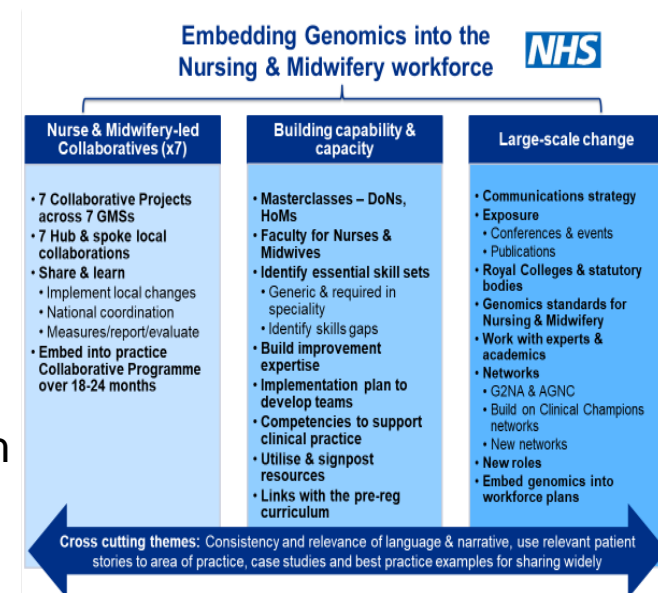 Embedding Genomics into the
Nursing & Midwifery workforce
NHS
Nurse & Midwifery-led
Collaboratives (x7)
• 7 Collaborative Projects
across 7 GMSs
• 7 Hub & spoke local
collaborations
• Share & learn
• Implement local changes
• National coordination
• Measures/report/evaluate
• Embed into practice
Collaborative Programme
over 18-24 months
Building capability &
capacity
• Masterclasses – DoNs,
HoMs
• Faculty for Nurses &
Midwives
• Identify essential skill sets
• Generic & required in
speciality
• Identify skills gaps
• Build improvement
expertise
• Implementation plan to
develop teams
• Competencies to support
clinical practice
• Utilise & signpost
resources
• Links with the pre-reg
curriculum
Large-scale change
• Communications strategy
• Exposure
• Conferences & events
• Publications
• Royal Colleges & statutory
bodies
• Genomics standards for
Nursing & Midwifery
• Work with experts &
academics
• Networks
• G2NA & AGNC
• Build on Clinical Champions
networks
• New networks
• New roles
• Embed genomics into
workforce plans
Cross cutting themes: Consistency and relevance of language & narrative, use relevant patient
stories to area of practice, case studies and best practice examples for sharing widely